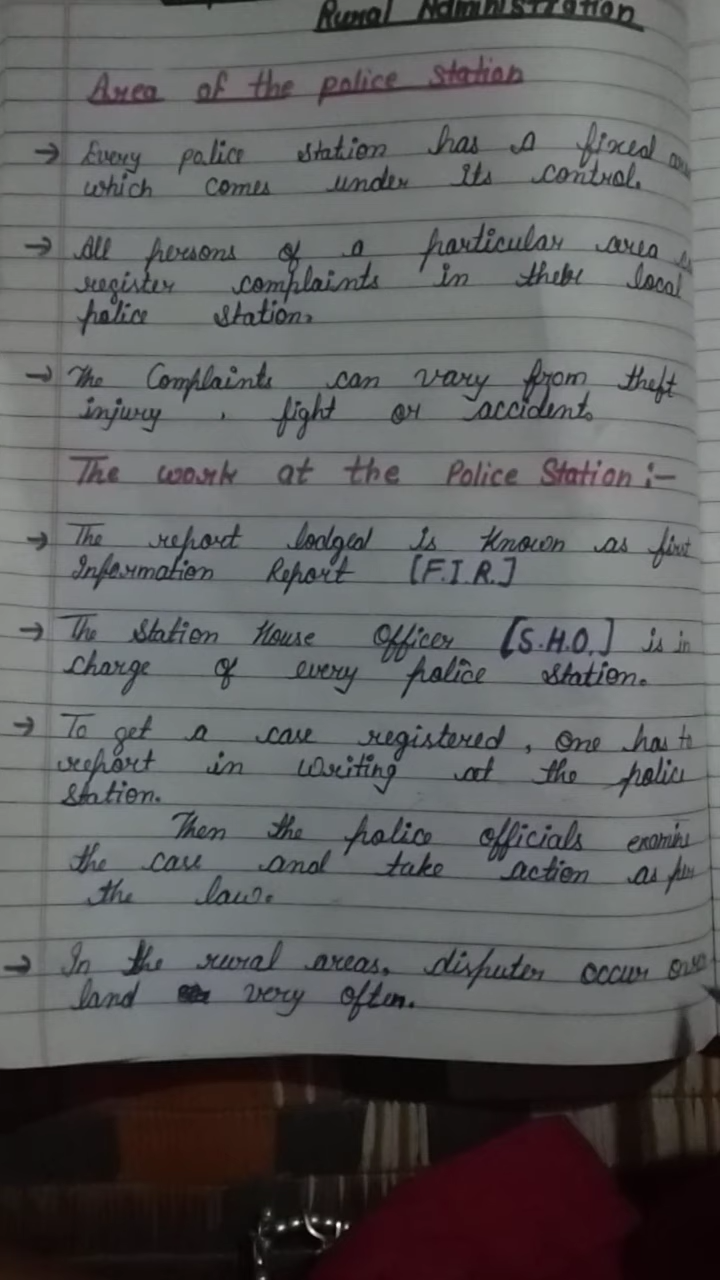 Rural Administration
Area of the police Station
→ Every police station has a fixed
which comes under its control.
→ All persons of a particular area
register complaints in their local
police station.
→ The Complaints can vary from theft
injury , fight or accident.
The work at the Police Station :-
→ The report lodged is known as first
Information Report [F.I.R.]
→ The Station House Officer [S.H.O.] is in
charge of every police station.
→ To get a case registered, one has to
report in writing at the police
station.
Then the police officials examine
the case and take action as per
the law.
→ In the rural areas, disputes occur over
land very often.